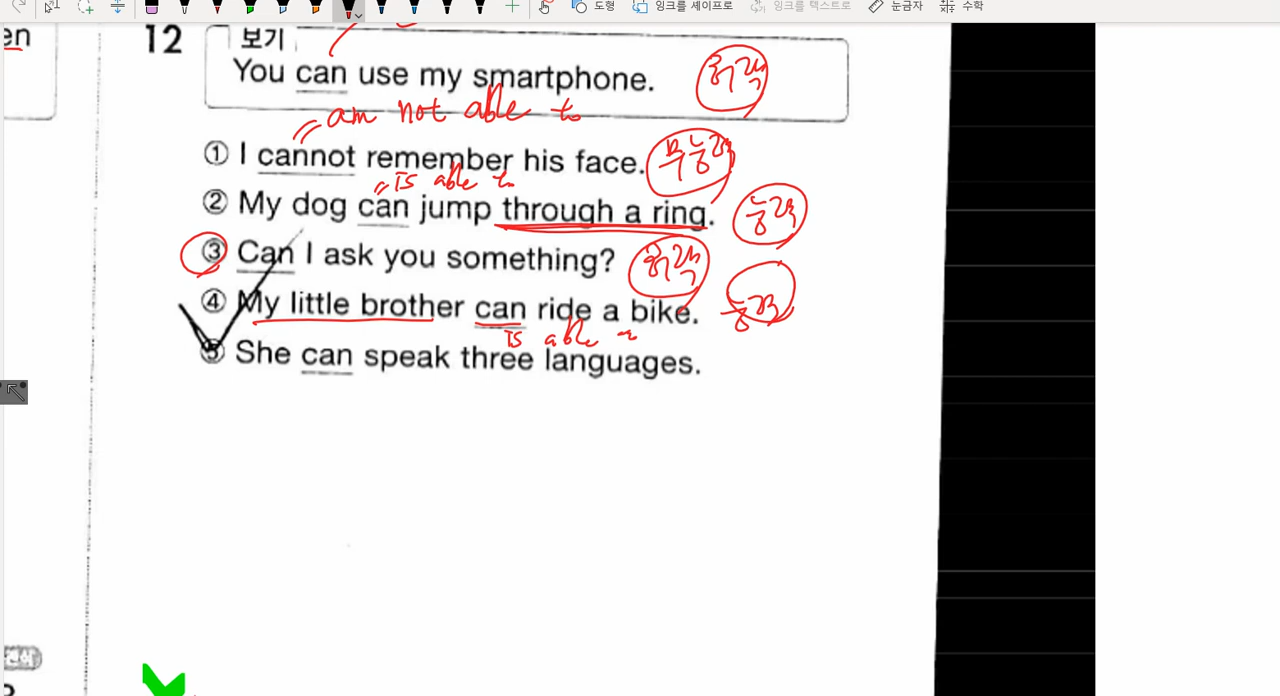 도형 잉크를 셰이프로 잉크를 텍스트로 눈금자 수학
en
12 보기
You can use my smartphone. 허락
am not able to
① I cannot remember his face. 무능력
is able to
② My dog can jump through a ring. 능력
③ Can I ask you something? 허락
④ My little brother can ride a bike. 능력
is able
⑤ She can speak three languages.